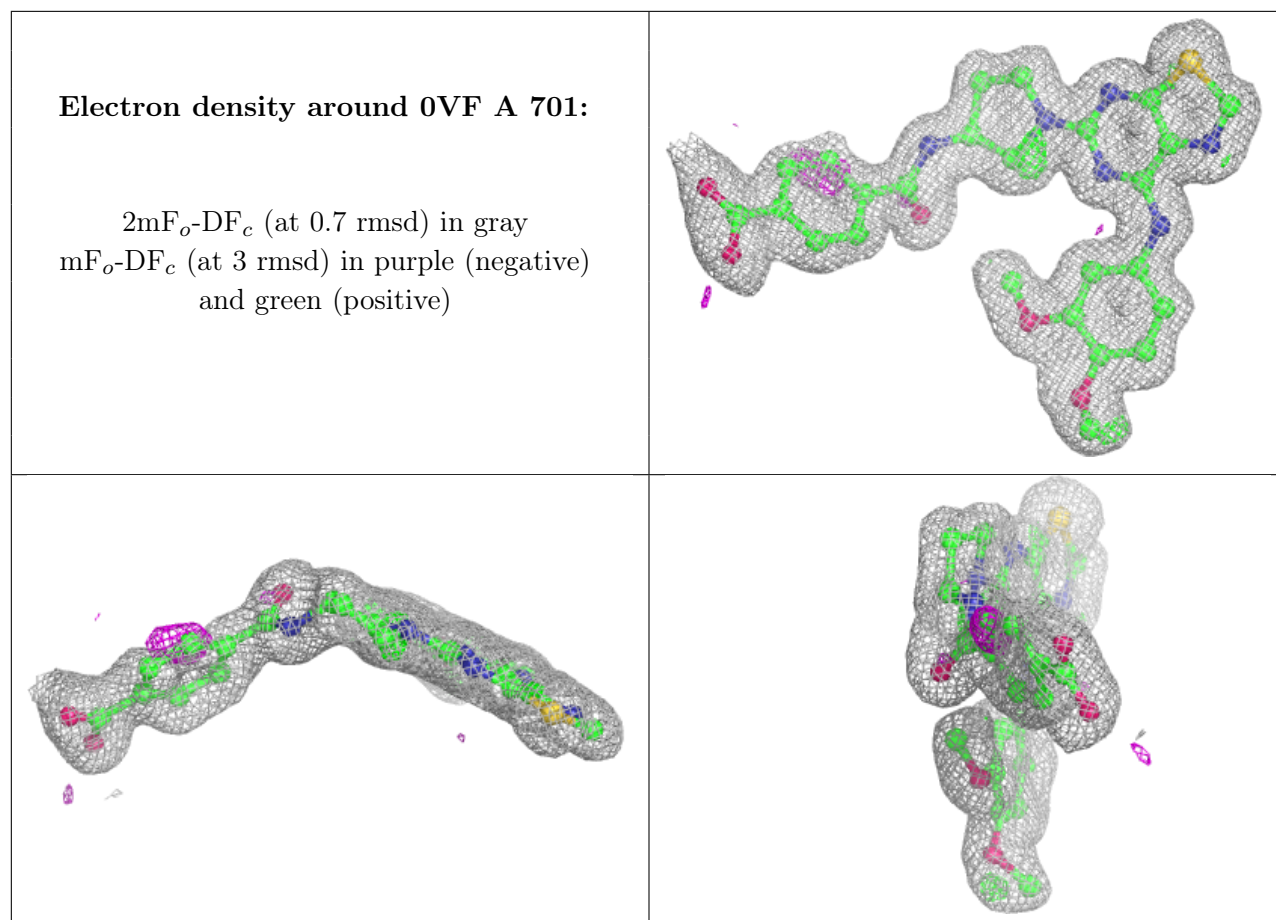 Electron density around 0VF A 701:
2mFo-DFc (at 0.7 rmsd) in gray
mFo-DFc (at 3 rmsd) in purple (negative)
and green (positive)